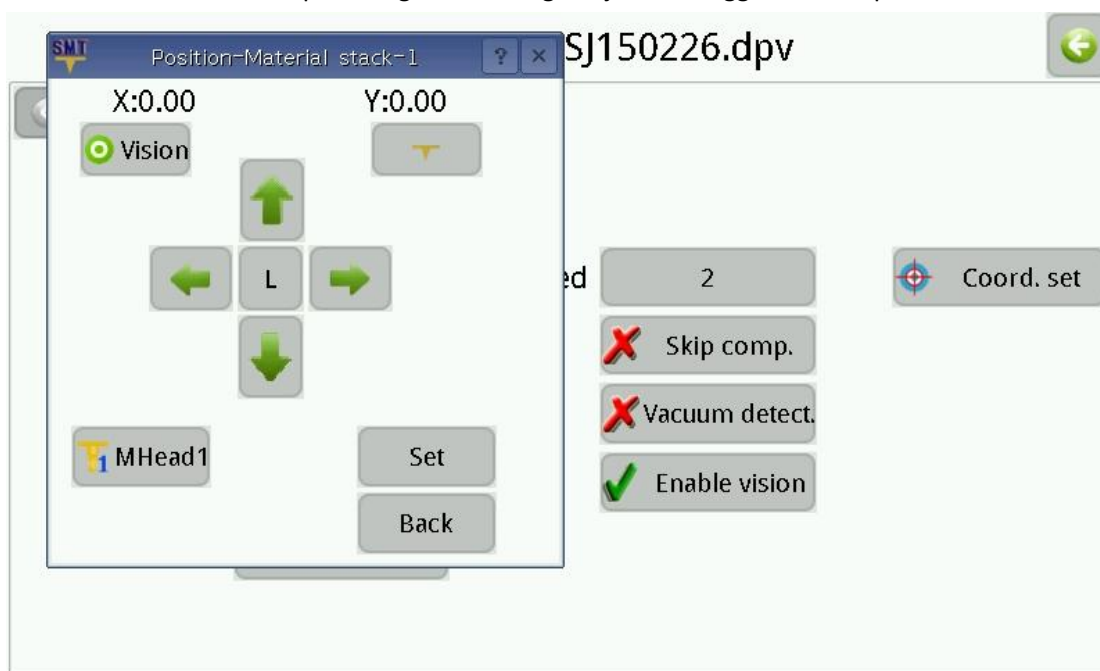 SJ150226.dpv
SMT Position-Material stack-1 ? ×
X:0.00 Y:0.00
Vision
L
MHead1
1
Set
Back
2
Coord. set
Skip comp.
Vacuum detect.
Enable vision